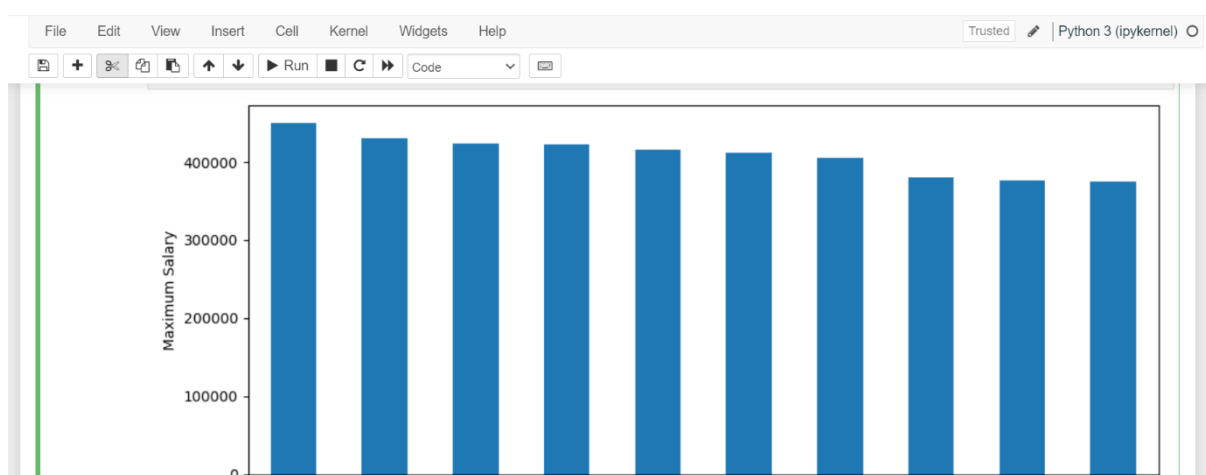 File Edit View Insert Cell Kernel Widgets Help Trusted Python 3 (ipykernel)
Run Code
400000
300000
200000
100000
0
Maximum Salary